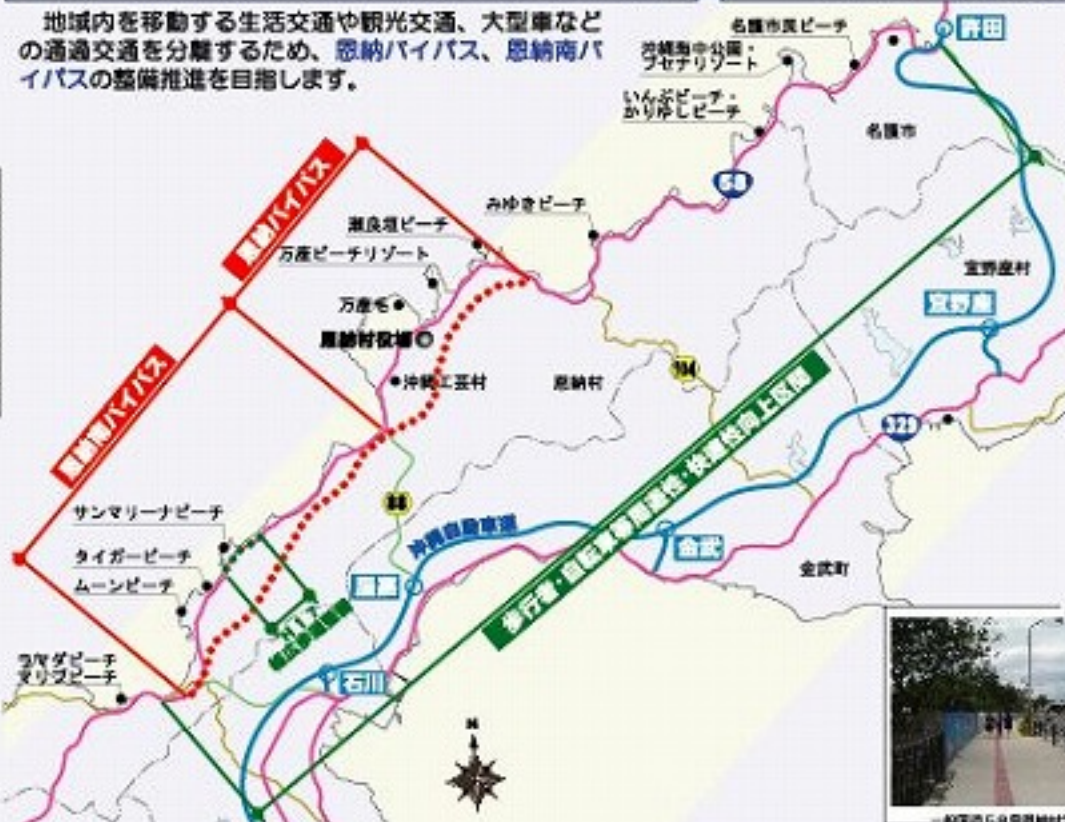 地域内を移動する生活交通や観光交通、大型車など
の通過交通を分離するため、恩納バイパス、恩納南バ
イパスの整備推進を目指します。
名護市民ビーチ
許田
沖縄海中公園・
ブセナリゾート
いんぶビーチ・
かりゆしビーチ
名護市
58
恩納バイパス
みゆきビーチ
瀬良垣ビーチ
万座ビーチリゾート
宜野座村
万座毛
宜野座
恩納村役場
104
沖縄工芸村
恩納村
恩納南バイパス
329
歩行者・自転車等周遊性・快適性向上区間
88
サンマリーナビーチ
沖縄自動車道
金武
タイガービーチ
ムーンビーチ
金武町
石川
マリブビーチ
N